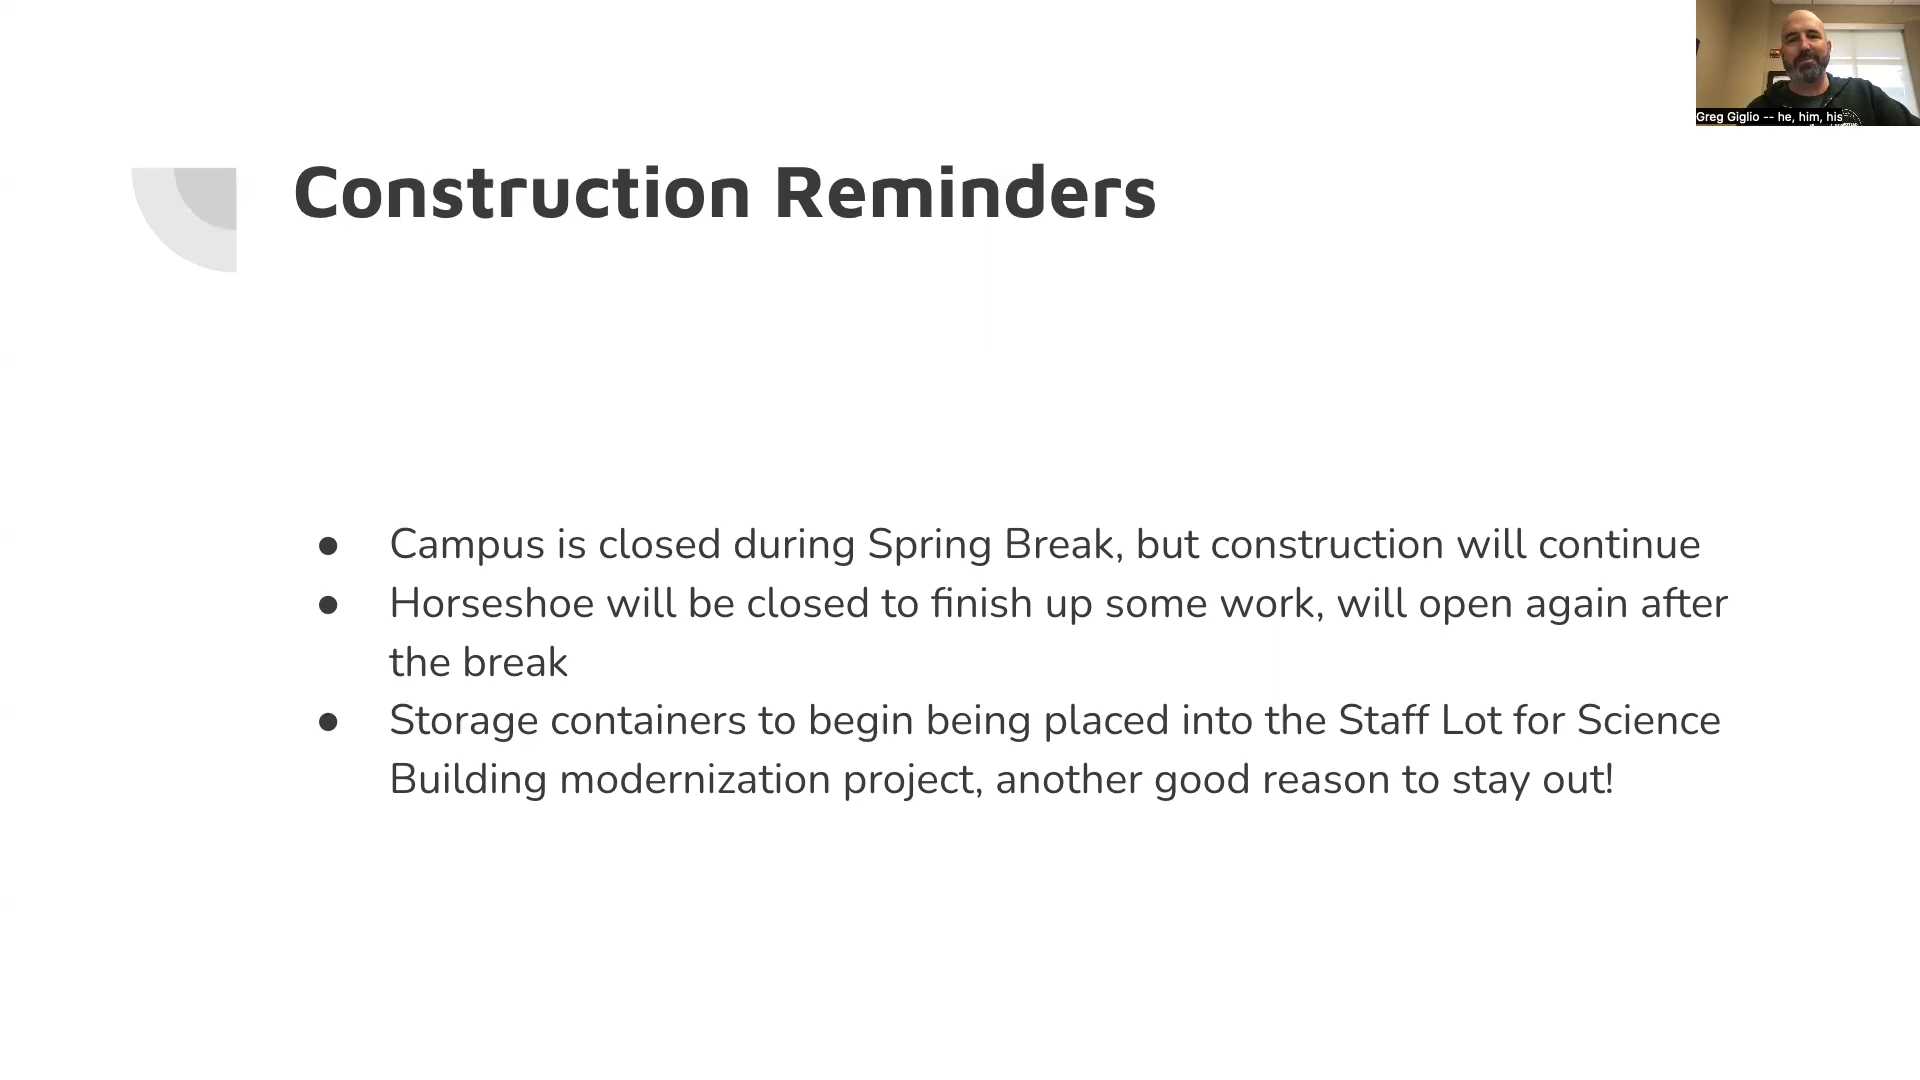 Greg Giglio -- he, him, his
Construction Reminders
● Campus is closed during Spring Break, but construction will continue
● Horseshoe will be closed to finish up some work, will open again after
the break
● Storage containers to begin being placed into the Staff Lot for Science
Building modernization project, another good reason to stay out!